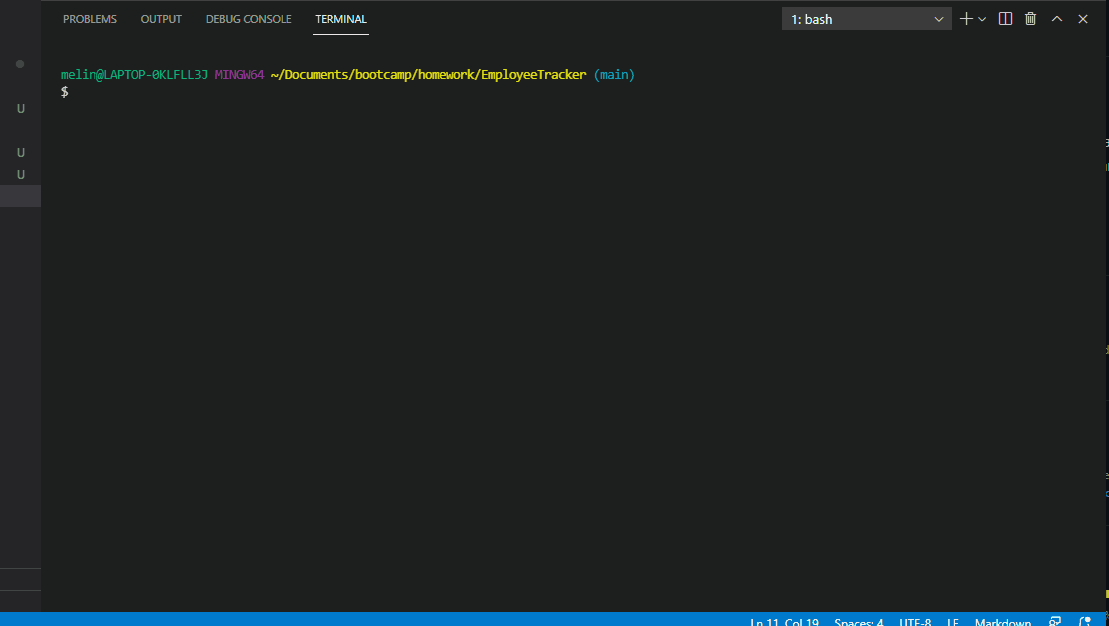 PROBLEMS OUTPUT DEBUG CONSOLE TERMINAL 1: bash
melin@LAPTOP-0KLFLL3J MINGW64 ~/Documents/bootcamp/homework/EmployeeTracker (main)
$
U
U
U
Ln 11, Col 19 Spaces: 4 UTF-8 LF Markdown